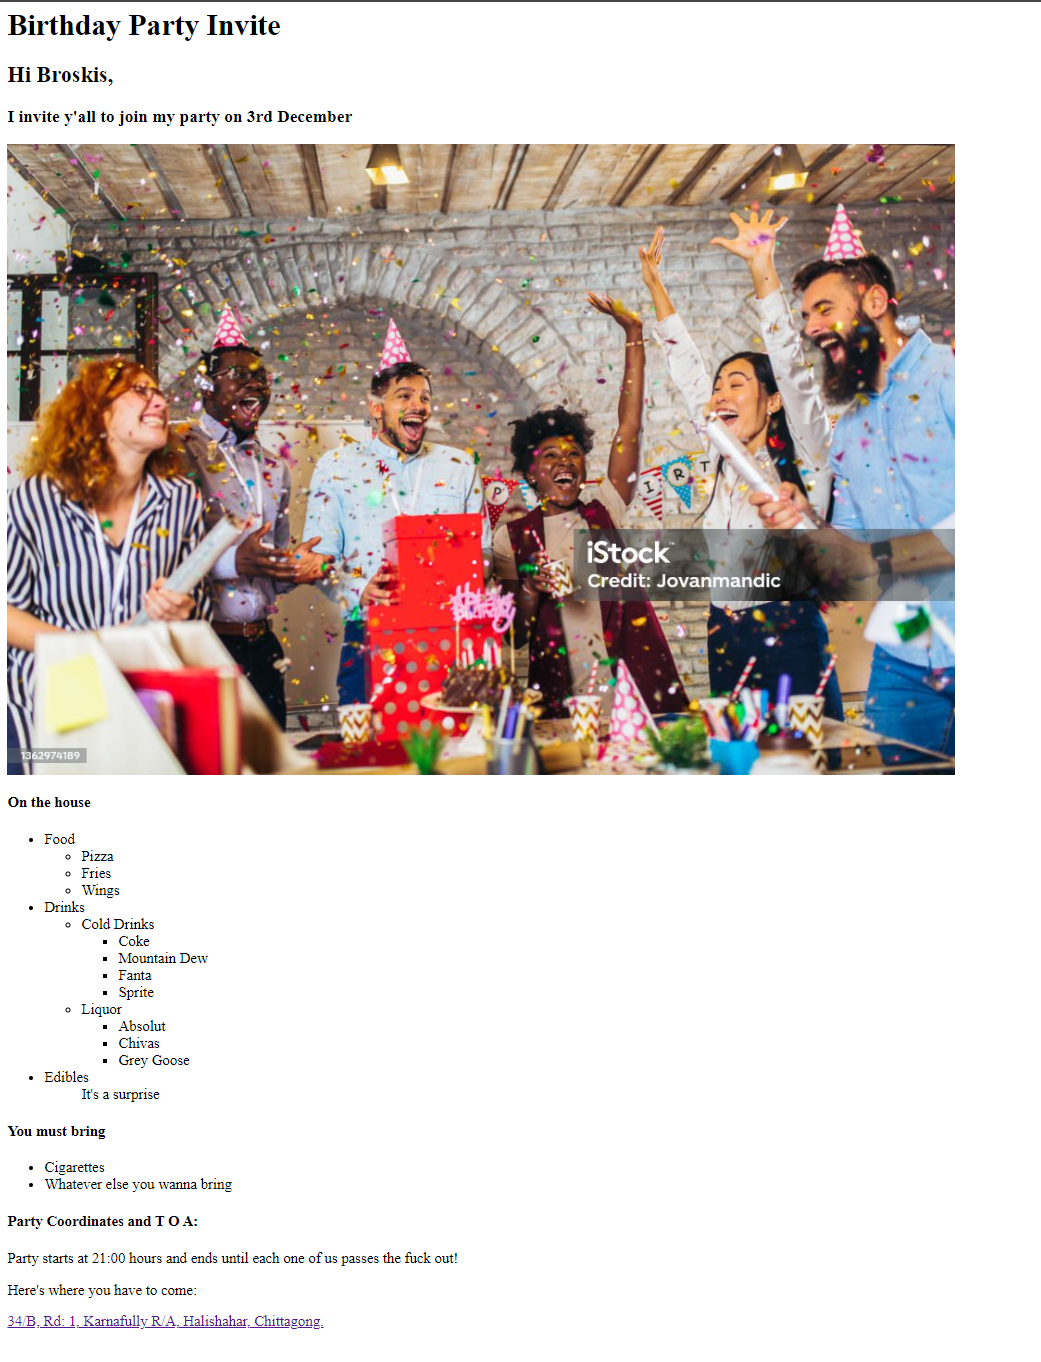 Birthday Party Invite
Hi Broskis,
I invite y'all to join my party on 3rd December
P
I R T
iStock
Credit: Jovanmandic
1362974189
On the house
Food
Pizza
Fries
Wings
Drinks
Cold Drinks
Coke
Mountain Dew
Fanta
Sprite
Liquor
Absolut
Chivas
Grey Goose
Edibles
It's a surprise
You must bring
Cigarettes
Whatever else you wanna bring
Party Coordinates and T O A:
Party starts at 21:00 hours and ends until each one of us passes the fuck out!
Here's where you have to come:
34/B, Rd: 1, Karnafully R/A, Halishahar, Chittagong.